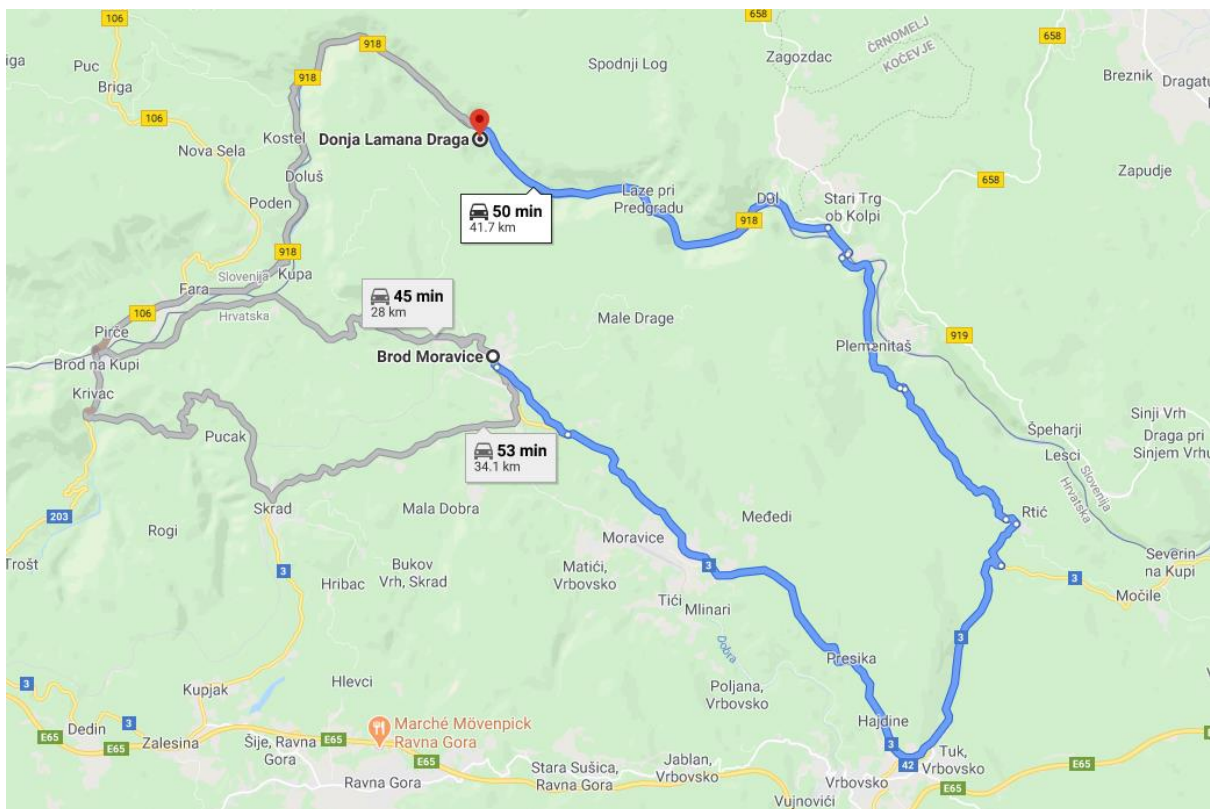 106
918
658
658
Zagozdac
ČRNOMELJ
KOČEVJE
iga
Puc
Briga
918
918
Spodnji Log
Breznik
Dragatu
106
Kostel
Donja Lamana Draga
Nova Sela
Doluš
Zapudje
658
Laze pri
Predgradu
Dol
Stari Trg
ob Kolpi
Poden
50 min
41.7 km
918
918
Slovenija
Kupa
Fara
45 min
28 km
106
Hrvatska
Male Drage
Pirče
919
Plemenitaš
Brod na Kupi
Brod Moravice
Krivac
Sinji Vrh
Pucak
Špeharji
Lesci
Draga pri
Sinjem Vrhu
53 min
34.1 km
Slovenija
Hrvatska
Skrad
Mala Dobra
203
Rogi
Međedi
Rtić
Moravice
Trošt
Bukov
Vrh, Skrad
Matići,
Vrbovsko
Severin
na Kupi
3
Hribac
3
3
Močile
Tići
Mlinari
3
Dobra
Presika
3
Hlevci
Kupjak
Poljana,
Vrbovsko
Dedin
3
E65
Zalesina
E65
Šije, Ravna
Gora
E65
Marché Mövenpick
Ravna Gora
Hajdine
3
42
Tuk,
Vrbovsko
E65
Ravna Gora
Stara Sušica,
Ravna Gora
Jablan,
Vrbovsko
Vrbovsko
E65
Vujnovići